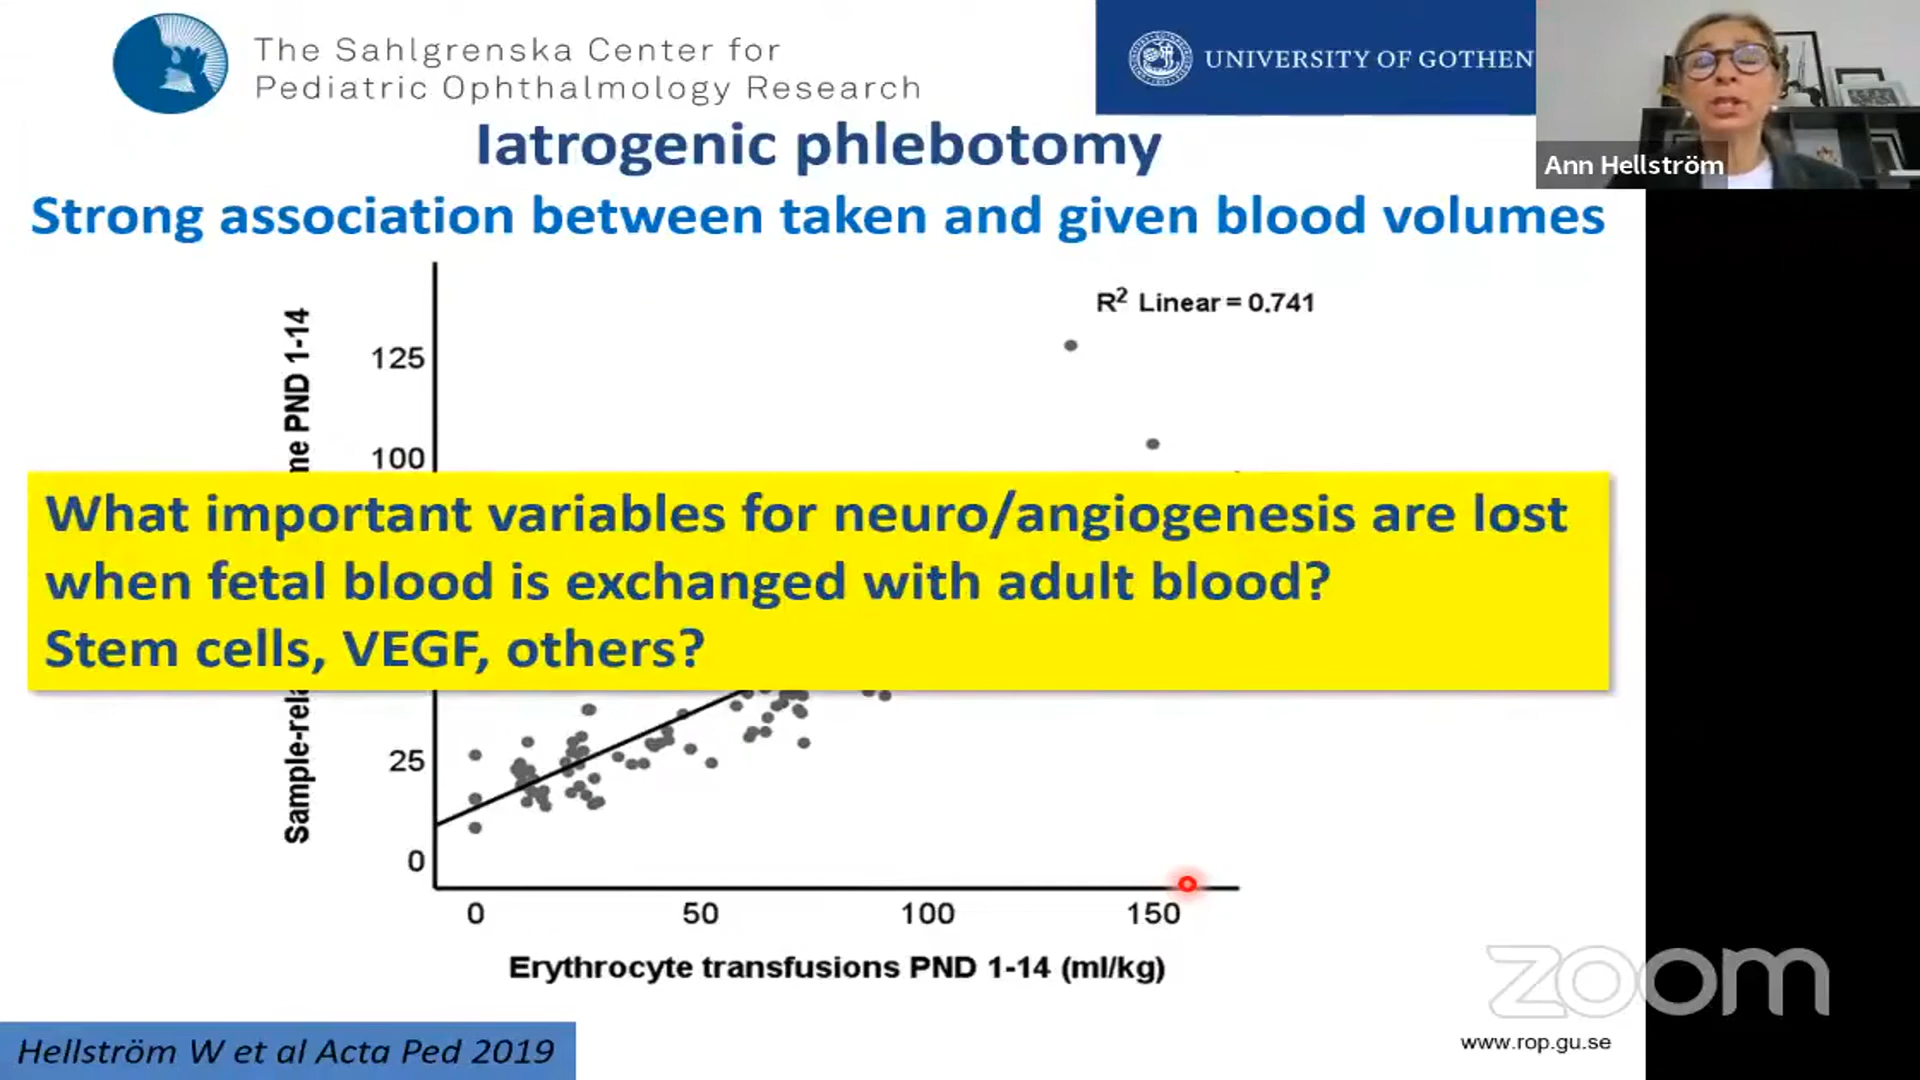 The Sahlgrenska Center for
Pediatric Ophthalmology Research
UNIVERSITY OF GOTHEN
Ann Hellström
Iatrogenic phlebotomy
Strong association between taken and given blood volumes
R² Linear = 0.741
125
100
What important variables for neuro/angiogenesis are lost
when fetal blood is exchanged with adult blood?
Stem cells, VEGF, others?
25
0
0 50 100 150
Erythrocyte transfusions PND 1-14 (ml/kg)
PND 1-14
zoom
www.rop.gu.se
Hellström W et al Acta Ped 2019